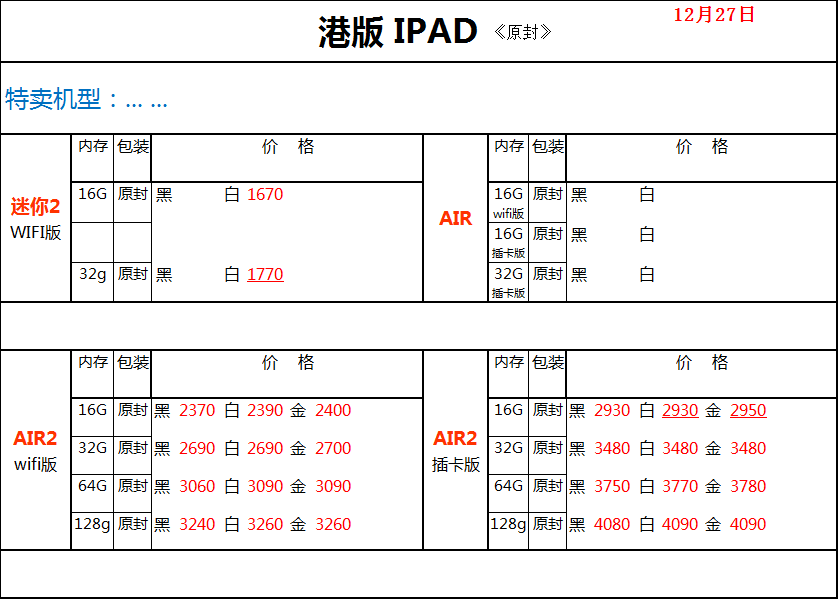 港版 IPAD 《原封》
12月27日
特卖机型：... ...
迷你2 WIFI版
内存 包装 价 格
16G 原封 黑 白 1670
32g 原封 黑 白 1770
AIR
内存 包装 价 格
16G wifi版 原封 黑 白
16G 插卡版 原封 黑 白
32G 插卡版 原封 黑 白
AIR2 wifi版
内存 包装 价 格
16G 原封 黑 2370 白 2390 金 2400
32G 原封 黑 2690 白 2690 金 2700
64G 原封 黑 3060 白 3090 金 3090
128g 原封 黑 3240 白 3260 金 3260
AIR2 插卡版
内存 包装 价 格
16G 原封 黑 2930 白 2930 金 2950
32G 原封 黑 3480 白 3480 金 3480
64G 原封 黑 3750 白 3770 金 3780
128g 原封 黑 4080 白 4090 金 4090